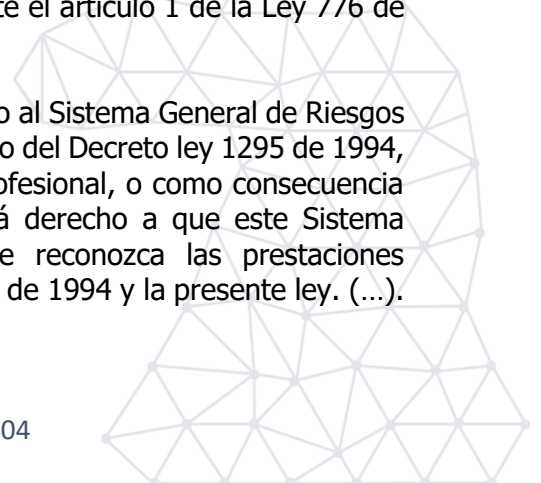 te el artículo 1 de la Ley 776 de
o al Sistema General de Riesgos
o del Decreto ley 1295 de 1994,
ofesional, o como consecuencia
á derecho a que este Sistema
e reconozca las prestaciones
de 1994 y la presente ley. (…).
04